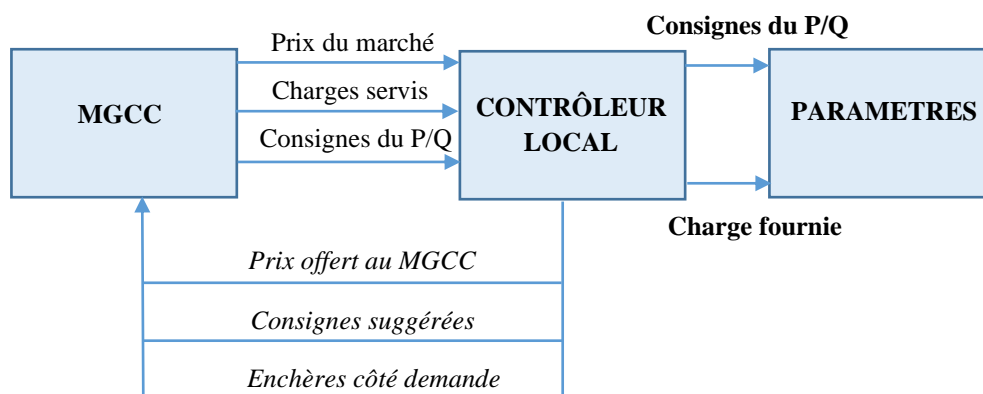 Consignes du P/Q
Prix du marché
Charges servis
Consignes du P/Q
MGCC
CONTRÔLEUR
LOCAL
PARAMETRES
Charge fournie
Prix offert au MGCC
Consignes suggérées
Enchères côté demande